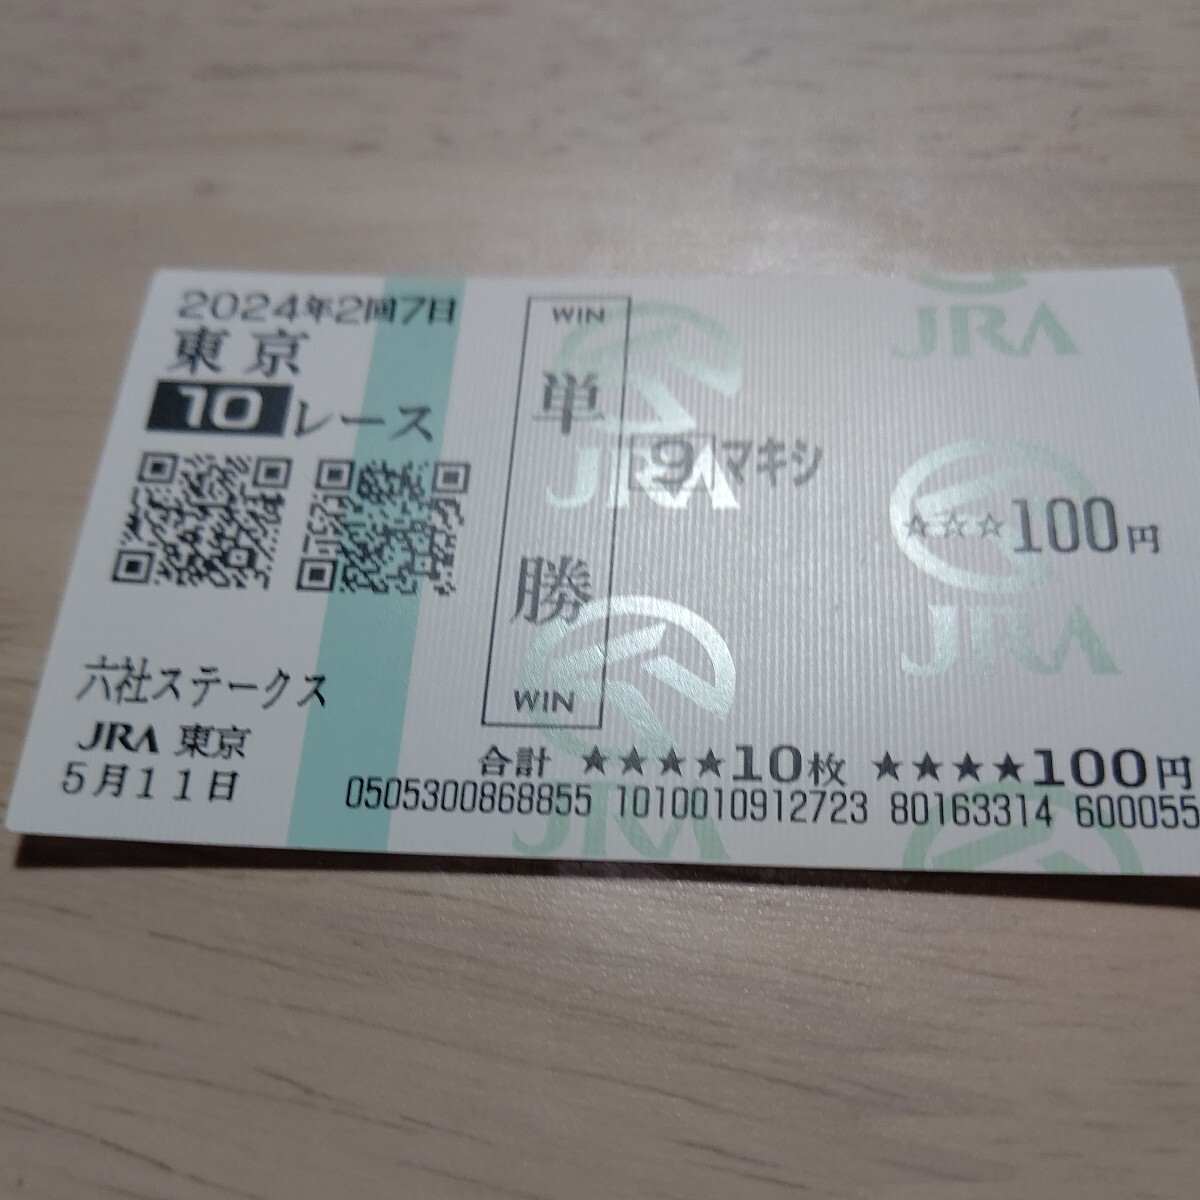 2024年2回7日
東京
10レース
六社ステークス
JRA 東京
5月11日
WIN
単勝
WIN
9 マキシ
☆☆☆100円
合計 ★★★★10枚 ★★★★100円
0505300868855 1010010912723 80163314 600055
JRA
JRA
JRA
JRA